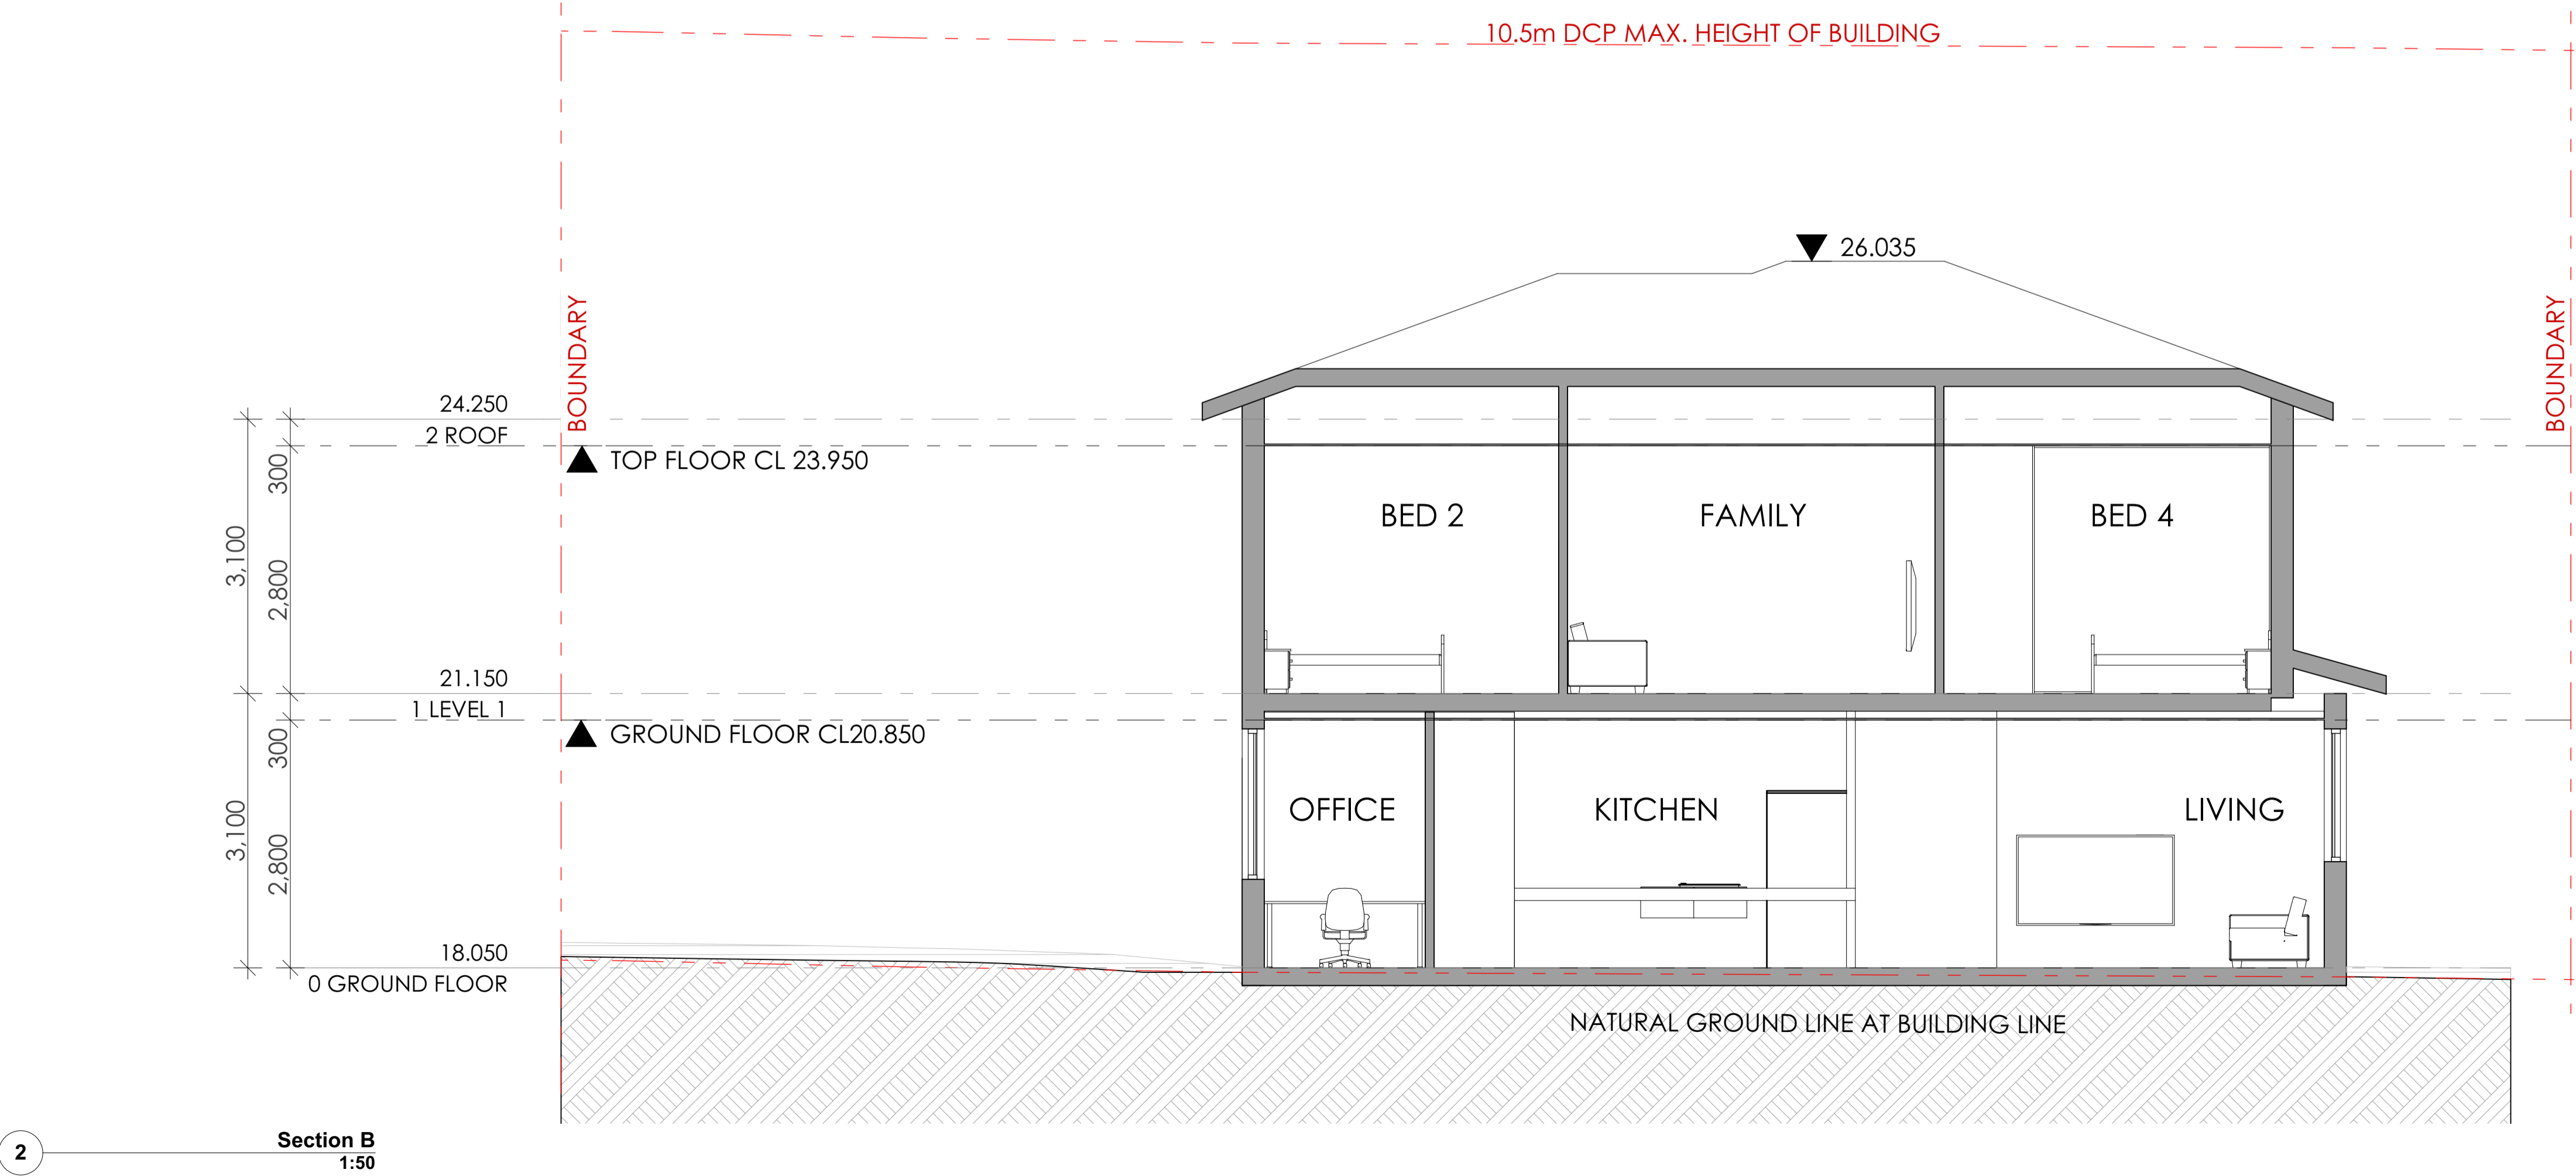 10.5m DCP MAX. HEIGHT OF BUILDING
26.035
BOUNDARY
BOUNDARY
24.250
2 ROOF
TOP FLOOR CL 23.950
300
3,100
2,800
BED 2
FAMILY
BED 4
21.150
1 LEVEL 1
GROUND FLOOR CL20.850
300
3,100
2,800
OFFICE
KITCHEN
LIVING
18.050
0 GROUND FLOOR
NATURAL GROUND LINE AT BUILDING LINE
2
Section B
1:50